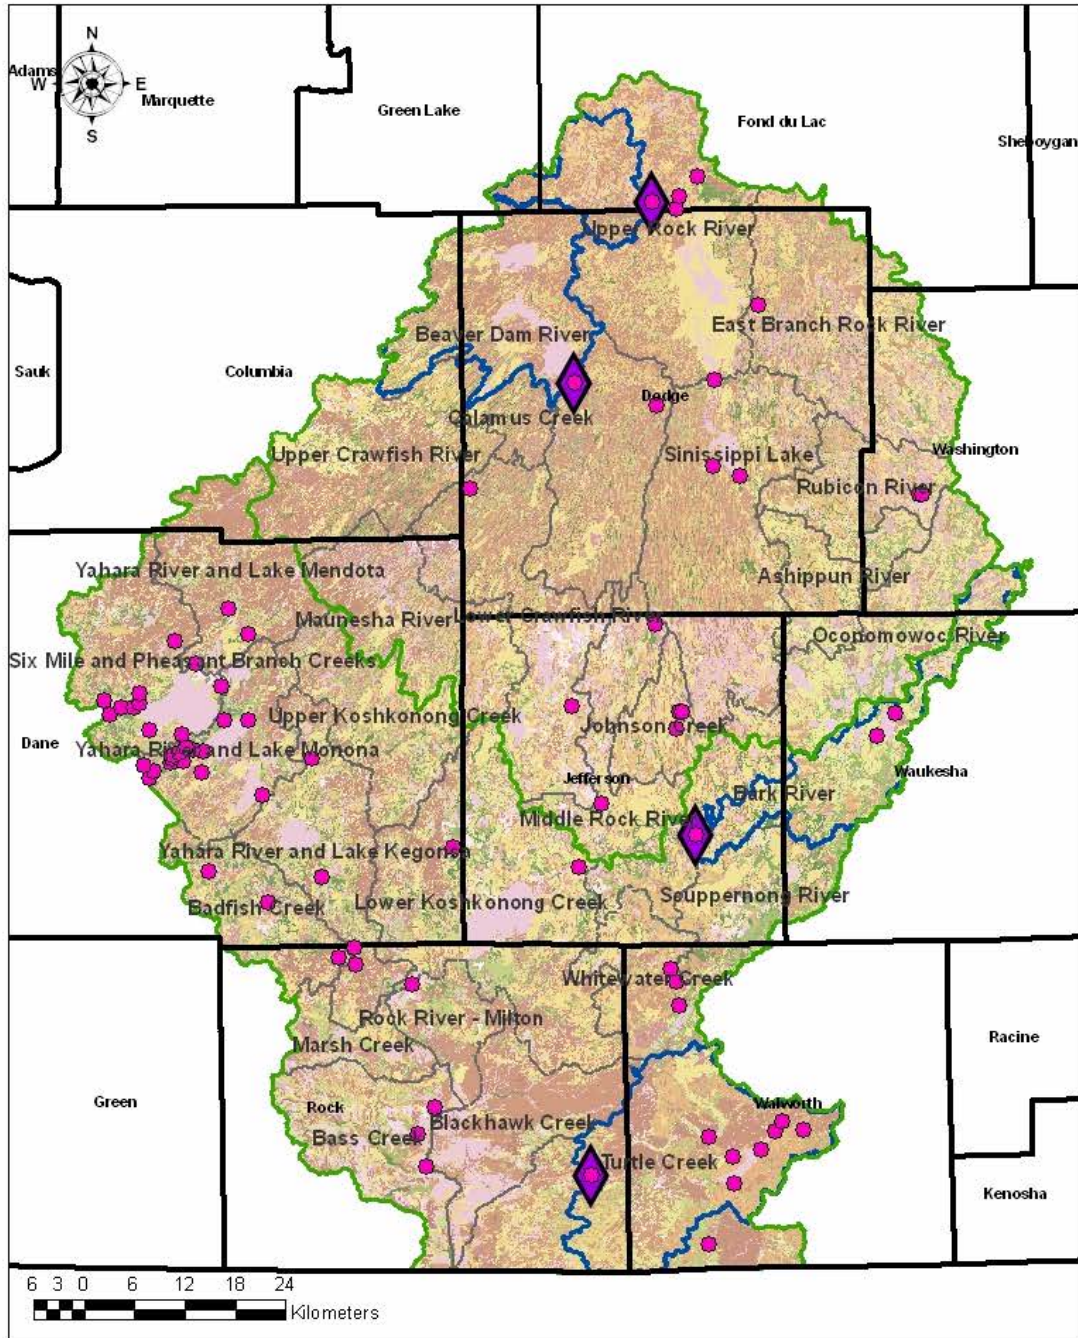 N
Adams
W
E
Marquette
S
Green Lake
Fond du Lac
Sheboygan
Upper Rock River
East Branch Rock River
Beaver Dam River
Sauk
Columbia
Dodge
Calamus Creek
Upper Crawfish River
Sinissippi Lake
Washington
Rubicon River
Yahara River and Lake Mendota
Ashippun River
Maunesha River
Lower Crawfish River
Oconomowoc River
Six Mile and Pheasant Branch Creeks
Upper Koshkonong Creek
Johnson Creek
Dane
Yahara River and Lake Monona
Jefferson
Waukesha
Bark River
Middle Rock River
Yahara River and Lake Kegonsa
Scuppernong River
Badfish Creek
Lower Koshkonong Creek
Whitewater Creek
Rock River - Milton
Racine
Marsh Creek
Green
Rock
Walworth
Blackhawk Creek
Bass Creek
Turtle Creek
Kenosha
6 3 0 6 12 18 24
Kilometers